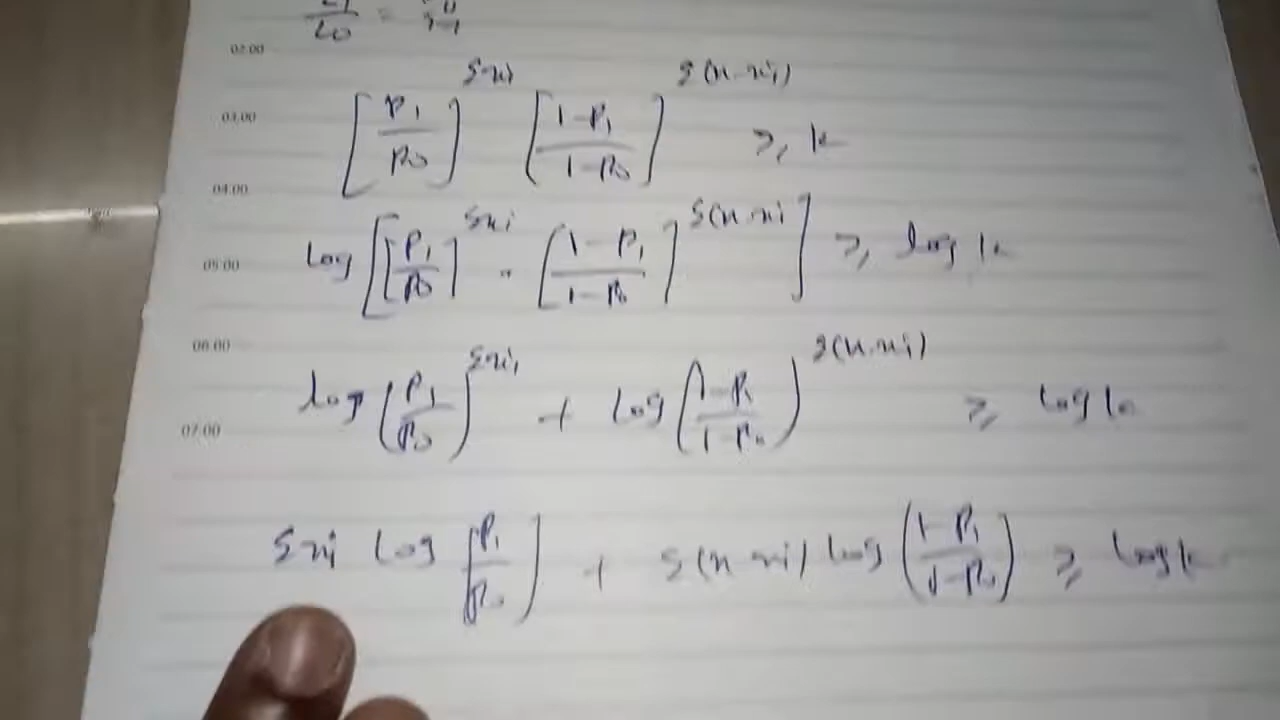 L0 =
02:00
[P1/P0]^Σxi [1-P1/1-P0]^Σ(n-xi) ≥ k
03:00
04:00
log [[P1/P0]^Σxi · [1-P1/1-P0]^Σ(n-xi)] ≥ log k
05:00
06:00
log (P1/P0)^Σxi + log (1-P1/1-P0)^Σ(n-xi) ≥ log k
07:00
Σxi log [P1/P0] + Σ(n-xi) log (1-P1/1-P0) ≥ log k